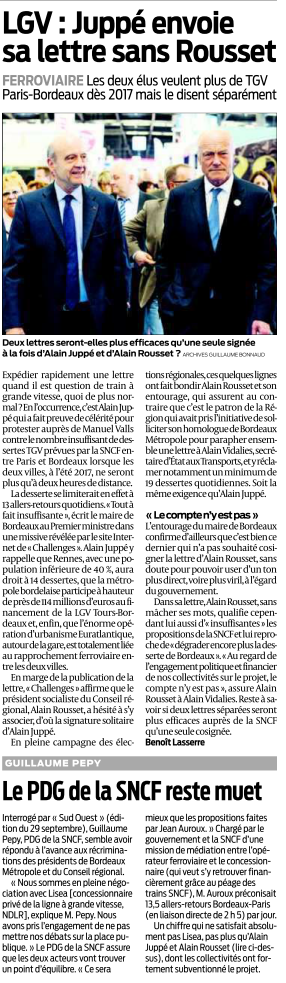 LGV : Juppé envoie
sa lettre sans Rousset
FERROVIAIRE Les deux élus veulent plus de TGV
Paris-Bordeaux dès 2017 mais le disent séparément
Deux lettres seront-elles plus efficaces qu'une seule signée
à la fois d'Alain Juppé et d'Alain Rousset ? ARCHIVES GUILLAUME BONNAUD
Expédier rapidement une lettre
quand il est question de train à
grande vitesse, quoi de plus nor-
mal ? En l'occurrence, c'est Alain Jup-
pé qui a fait preuve de célérité pour
protester auprès de Manuel Valls
contre le nombre insuffisant de des-
sertes TGV prévues par la SNCF en-
tre Paris et Bordeaux lorsque les
deux villes, à l'été 2017, ne seront
plus qu'à deux heures de distance.
La desserte se limiterait en effet à
13 allers-retours quotidiens. « Tout à
fait insuffisante », écrit le maire de
Bordeaux au Premier ministre dans
une missive révélée par le site Inter-
net de « Challenges ». Alain Juppé y
rappelle que Rennes, avec une po-
pulation inférieure de 40 %, aura
droit à 14 dessertes, que la métro-
pole bordelaise participe à hauteur
de près de 114 millions d'euros au fi-
nancement de la LGV Tours-Bor-
deaux et, enfin, que l'énorme opé-
ration d'urbanisme Euratlantique,
autour de la gare, est totalement liée
au rapprochement ferroviaire en-
tre les deux villes.
En marge de la publication de la
lettre, « Challenges » affirme que le
président socialiste du Conseil ré-
gional, Alain Rousset, a hésité à s'y
associer, d'où la signature solitaire
d'Alain Juppé.
En pleine campagne des élec-
tions régionales, ces quelques lignes
ont fait bondir Alain Rousset et son
entourage, qui assurent au con-
traire que c'est le patron de la Ré-
gion qui avait pris l'initiative de sol-
liciter son homologue de Bordeaux
Métropole pour parapher ensem-
ble une lettre à Alain Vidalies, secré-
taire d'État aux Transports, et y récla-
mer notamment un minimum de
19 dessertes quotidiennes. Soit la
même exigence qu'Alain Juppé.
« Le compte n'y est pas »
L'entourage du maire de Bordeaux
confirme d'ailleurs que c'est bien ce
dernier qui n'a pas souhaité cosi-
gner la lettre d'Alain Rousset, sans
doute pour pouvoir user d'un ton
plus direct, voire plus viril, à l'égard
du gouvernement.
Dans sa lettre, Alain Rousset, sans
mâcher ses mots, qualifie cepen-
dant lui aussi d'« insuffisantes » les
propositions de la SNCF et lui repro-
che de « dégrader encore plus la des-
serte de Bordeaux ». « Au regard de
l'engagement politique et financier
de nos collectivités sur le projet, le
compte n'y est pas », assure Alain
Rousset à Alain Vidalies. Reste à sa-
voir si deux lettres séparées seront
plus efficaces auprès de la SNCF
qu'une seule cosignée.
Benoît Lasserre
GUILLAUME PEPY
Le PDG de la SNCF reste muet
Interrogé par « Sud Ouest » (édi-
tion du 29 septembre), Guillaume
Pepy, PDG de la SNCF, semble avoir
répondu à l'avance aux récrimina-
tions des présidents de Bordeaux
Métropole et du Conseil régional.
« Nous sommes en pleine négo-
ciation avec Lisea [concessionnaire
privé de la ligne à grande vitesse,
NDLR], explique M. Pepy. Nous
avons pris l'engagement de ne pas
mettre nos débats sur la place pu-
blique. » Le PDG de la SNCF assure
que les deux acteurs vont trouver
un point d'équilibre. « Ce sera
mieux que les propositions faites
par Jean Auroux. » Chargé par le
gouvernement et la SNCF d'une
mission de médiation entre l'opé-
rateur ferroviaire et le concession-
naire (qui veut s'y retrouver finan-
cièrement grâce au péage des
trains SNCF), M. Auroux préconisait
13,5 allers-retours Bordeaux-Paris
(en liaison directe de 2 h 5) par jour.
Un chiffre qui ne satisfait absolu-
ment pas Lisea, pas plus qu'Alain
Juppé et Alain Rousset (lire ci-des-
sus), dont les collectivités ont for-
tement subventionné le projet.